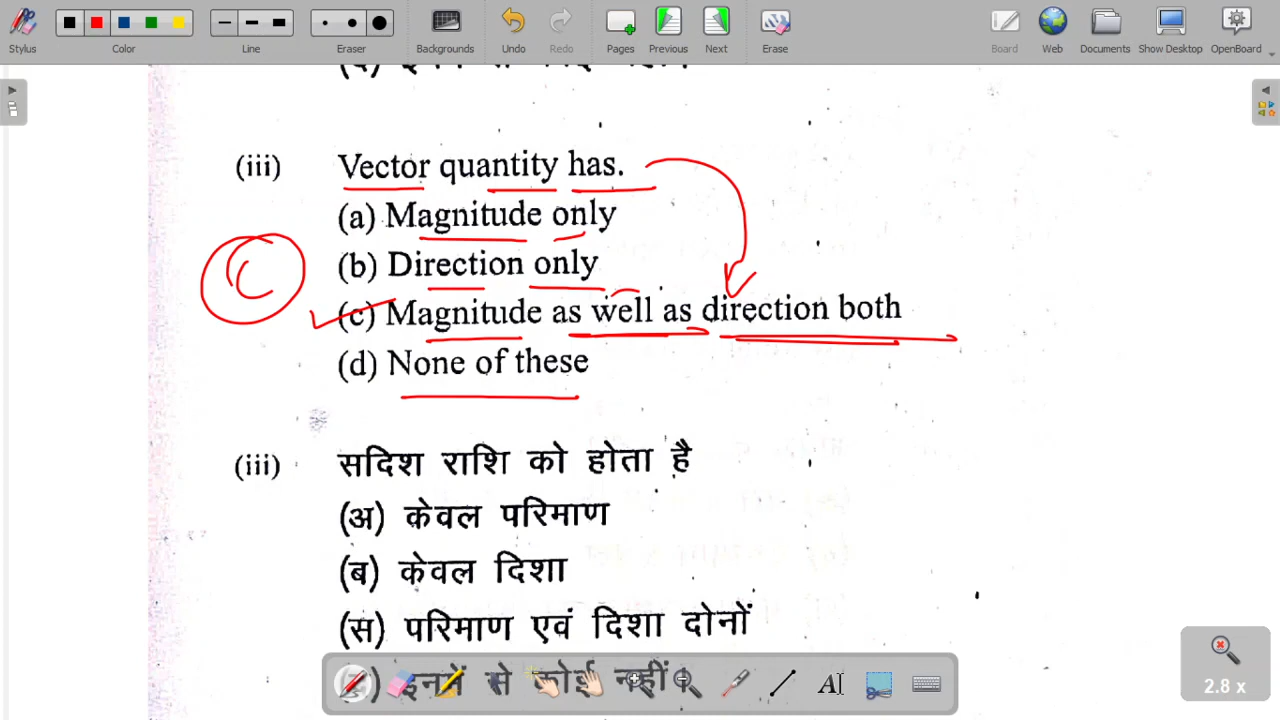 Stylus
Color
Line
Eraser
Backgrounds
Undo
Redo
Pages
Previous
Next
Erase
Board
Web
Documents
Show Desktop
OpenBoard
(iii) Vector quantity has.
(a) Magnitude only
(b) Direction only
(c) Magnitude as well as direction both
(d) None of these
C
(iii) सदिश राशि को होता है
(अ) केवल परिमाण
(ब) केवल दिशा
(स) परिमाण एवं दिशा दोनों
इनमें से कोई नहीं।
2.8 x